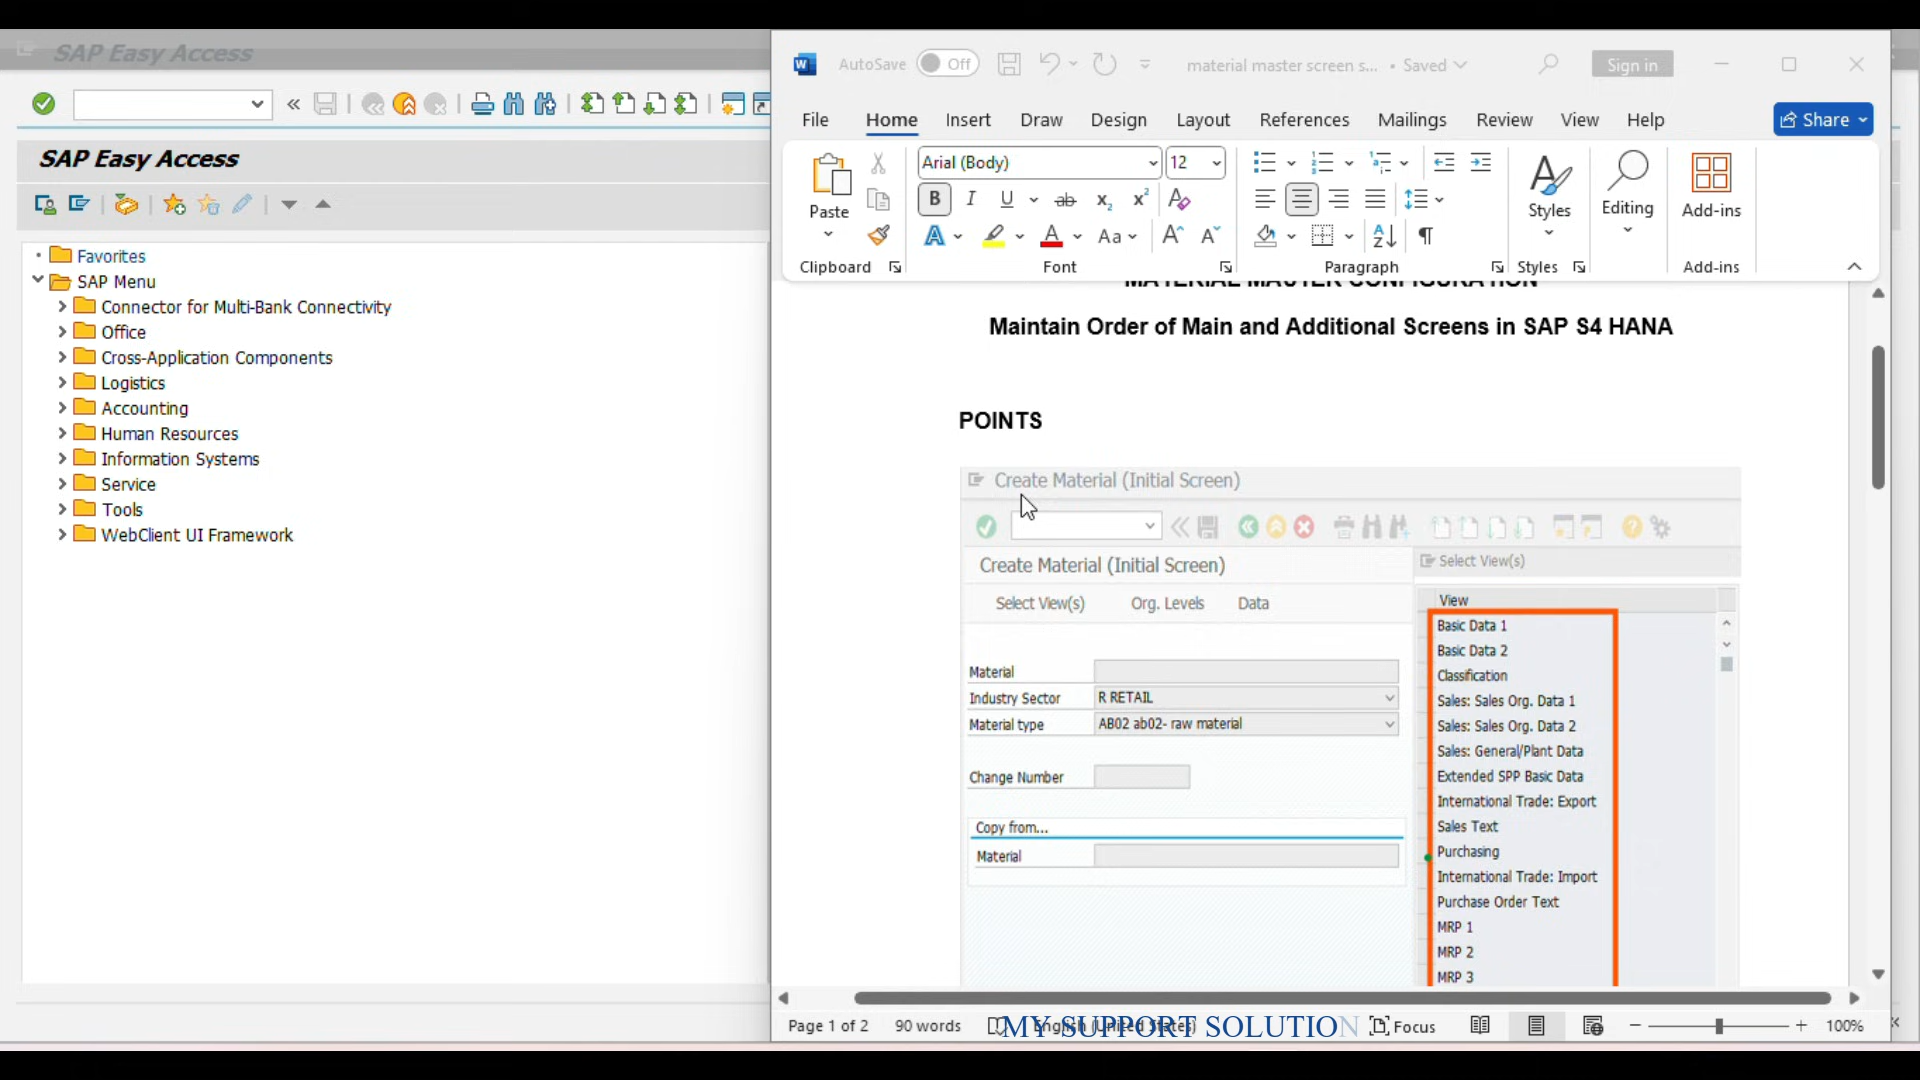 SAP Easy Access
SAP Easy Access
Favorites
SAP Menu
Connector for Multi-Bank Connectivity
Office
Cross-Application Components
Logistics
Accounting
Human Resources
Information Systems
Service
Tools
WebClient UI Framework
AutoSave Off
material master screen s... • Saved
Sign in
File Home Insert Draw Design Layout References Mailings Review View Help
Share
Arial (Body) 12
Paste
Styles
Editing
Add-ins
Clipboard Font Paragraph Styles Add-ins
MATERIAL MASTER CONFIGURATION
Maintain Order of Main and Additional Screens in SAP S4 HANA
POINTS
Create Material (Initial Screen)
Create Material (Initial Screen)
Select View(s) Org. Levels Data
Material
Industry Sector R RETAIL
Material type AB02 ab02- raw material
Change Number
Copy from...
Material
Select View(s)
View
Basic Data 1
Basic Data 2
Classification
Sales: Sales Org. Data 1
Sales: Sales Org. Data 2
Sales: General/Plant Data
Extended SPP Basic Data
International Trade: Export
Sales Text
Purchasing
International Trade: Import
Purchase Order Text
MRP 1
MRP 2
MRP 3
Page 1 of 2 90 words English (United States) Focus 100%
MY SUPPORT SOLUTION